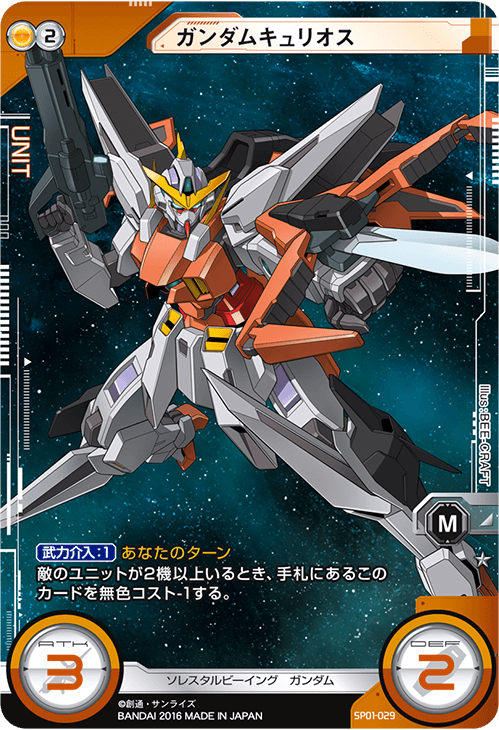 2
ガンダムキュリオス
UNIT
Illus:BEE-CRAFT
M
武力介入:1 あなたのターン
敵のユニットが2機以上いるとき、手札にあるこの
カードを無色コスト-1する。
ATK
3
DEF
2
ソレスタルビーイング ガンダム
©創通・サンライズ
BANDAI 2016 MADE IN JAPAN
SP01-029